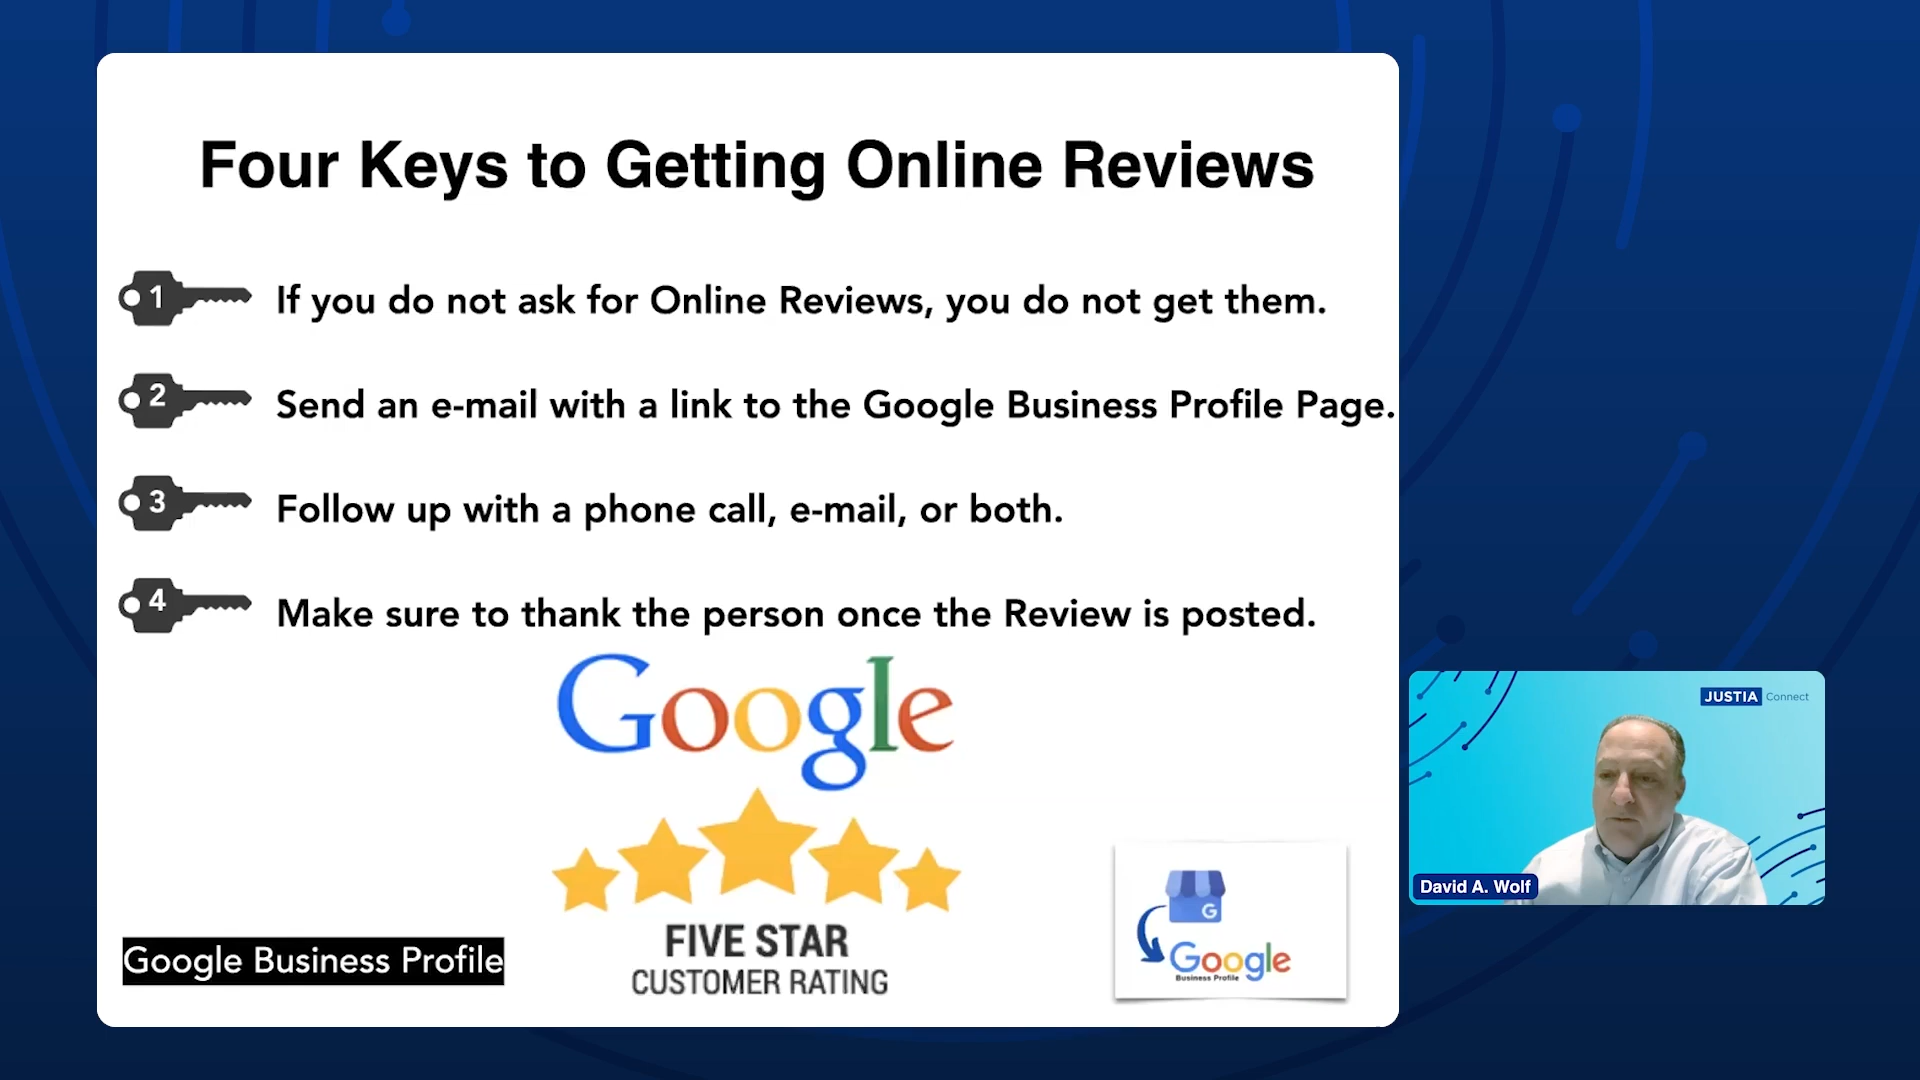 Four Keys to Getting Online Reviews
1 If you do not ask for Online Reviews, you do not get them.
2 Send an e-mail with a link to the Google Business Profile Page.
3 Follow up with a phone call, e-mail, or both.
4 Make sure to thank the person once the Review is posted.
Google
FIVE STAR
CUSTOMER RATING
Google Business Profile
G
Google
Business Profile
JUSTIA Connect
David A. Wolf